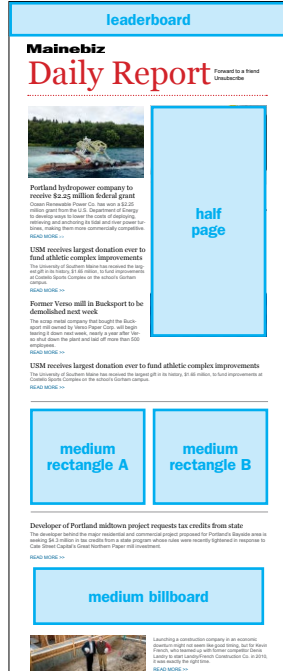 leaderboard
Mainebiz
Daily Report
Forward to a friend
Unsubscribe
Portland hydropower company to
receive $2.25 million federal grant
Ocean Renewable Power Co. has won a $2.25
million grant from the U.S. Department of Energy
to develop ways to lower the costs of deploying,
retrieving and anchoring its tidal and river power tur-
bines, making them more commercially competitive.
READ MORE >>
half
page
USM receives largest donation ever to
fund athletic complex improvements
The University of Southern Maine has received the larg-
est gift in its history, $1.65 million, to fund improvements
at Costello Sports Complex on the school's Gorham
campus.
READ MORE >>
Former Verso mill in Bucksport to be
demolished next week
The scrap metal company that bought the Buck-
sport mill owned by Verso Paper Corp. will begin
tearing it down next week, nearly a year after Ver-
so shut down the plant and laid off more than 500
employees
READ MORE >>
USM receives largest donation ever to fund athletic complex improvements
The University of Southern Maine has received the largest gift in its history, $1.65 million, to fund improvements at
Costello Sports Complex on the school's Gorham campus.
READ MORE >>
medium
rectangle A
medium
rectangle B
Developer of Portland midtown project requests tax credits from state
The developer behind the major residential and commercial project proposed for Portland's Bayside area is
seeking $4.3 million in tax credits from a state program whose rules were recently tightened in response to
Cate Street Capital's Great Northern Paper mill investment.
READ MORE >>
medium billboard
Launching a construction company in an economic
downturn might not seem like good timing, but for Kevin
French, who teamed up with former competitor Denis
Landry to start Landry/French Construction Co. in 2010,
it was exactly the right time.
READ MORE >>